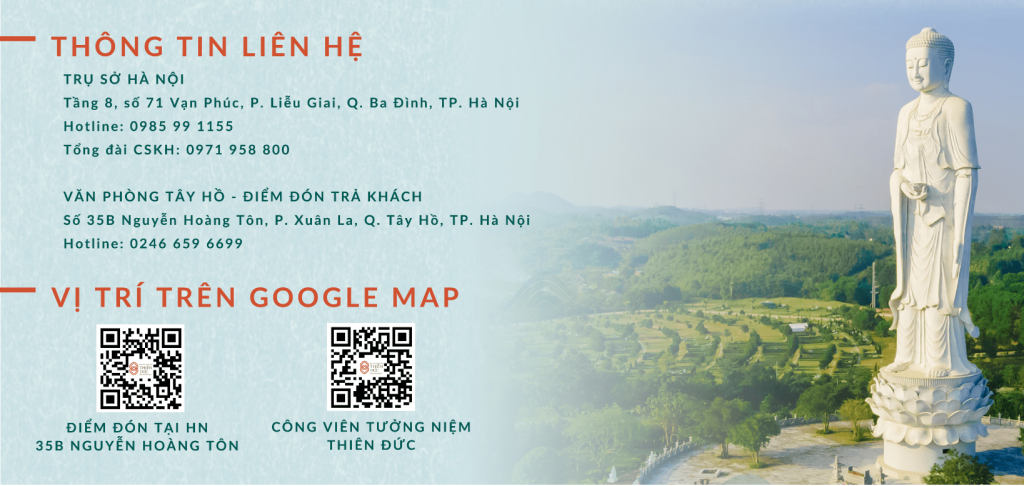 THÔNG TIN LIÊN HỆ
TRỤ SỞ HÀ NỘI
Tầng 8, số 71 Vạn Phúc, P. Liễu Giai, Q. Ba Đình, TP. Hà Nội
Hotline: 0985 99 1155
Tổng đài CSKH: 0971 958 800
VĂN PHÒNG TÂY HỒ - ĐIỂM ĐÓN TRẢ KHÁCH
Số 35B Nguyễn Hoàng Tôn, P. Xuân La, Q. Tây Hồ, TP. Hà Nội
Hotline: 0246 659 6699
VỊ TRÍ TRÊN GOOGLE MAP
ĐIỂM ĐÓN TẠI HN
35B NGUYỄN HOÀNG TÔN
CÔNG VIÊN TƯỞNG NIỆM
THIÊN ĐỨC